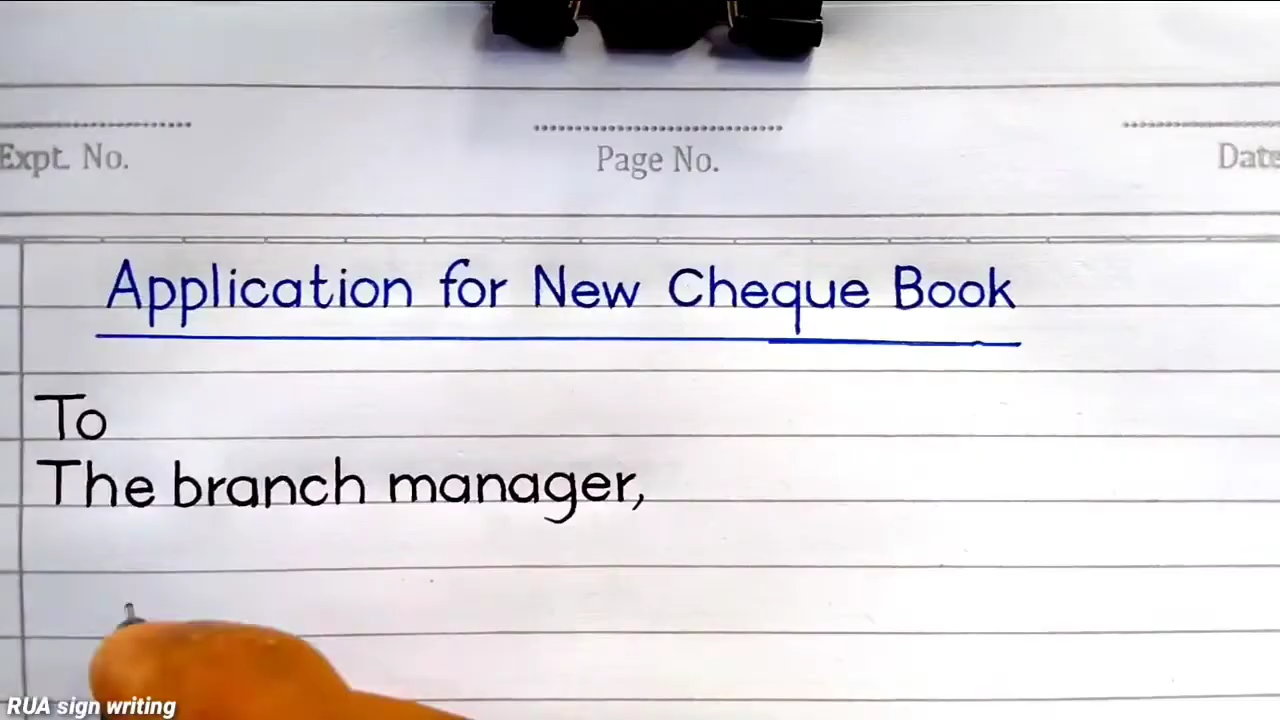 Expt. No.
Page No.
Date
Application for New Cheque Book
To
The branch manager,
RUA sign writing